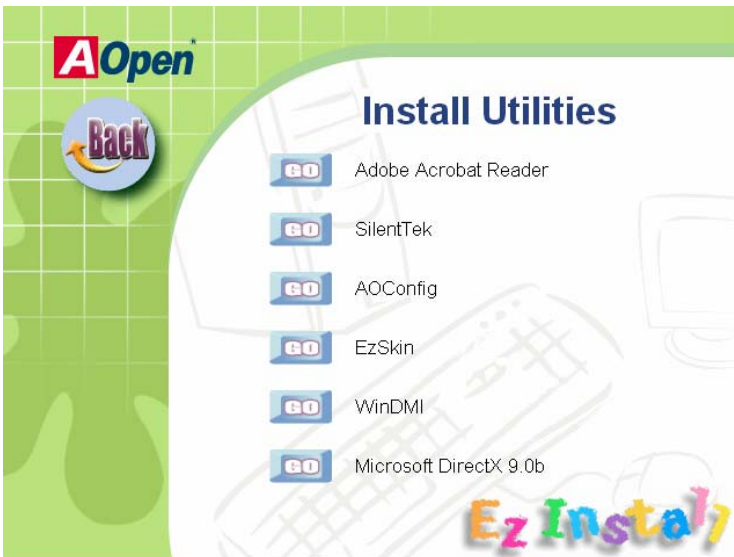 AOpen
Back
Install Utilities
GO Adobe Acrobat Reader
GO SilentTek
GO AOConfig
GO EzSkin
GO WinDMI
GO Microsoft DirectX 9.0b
Ez Install